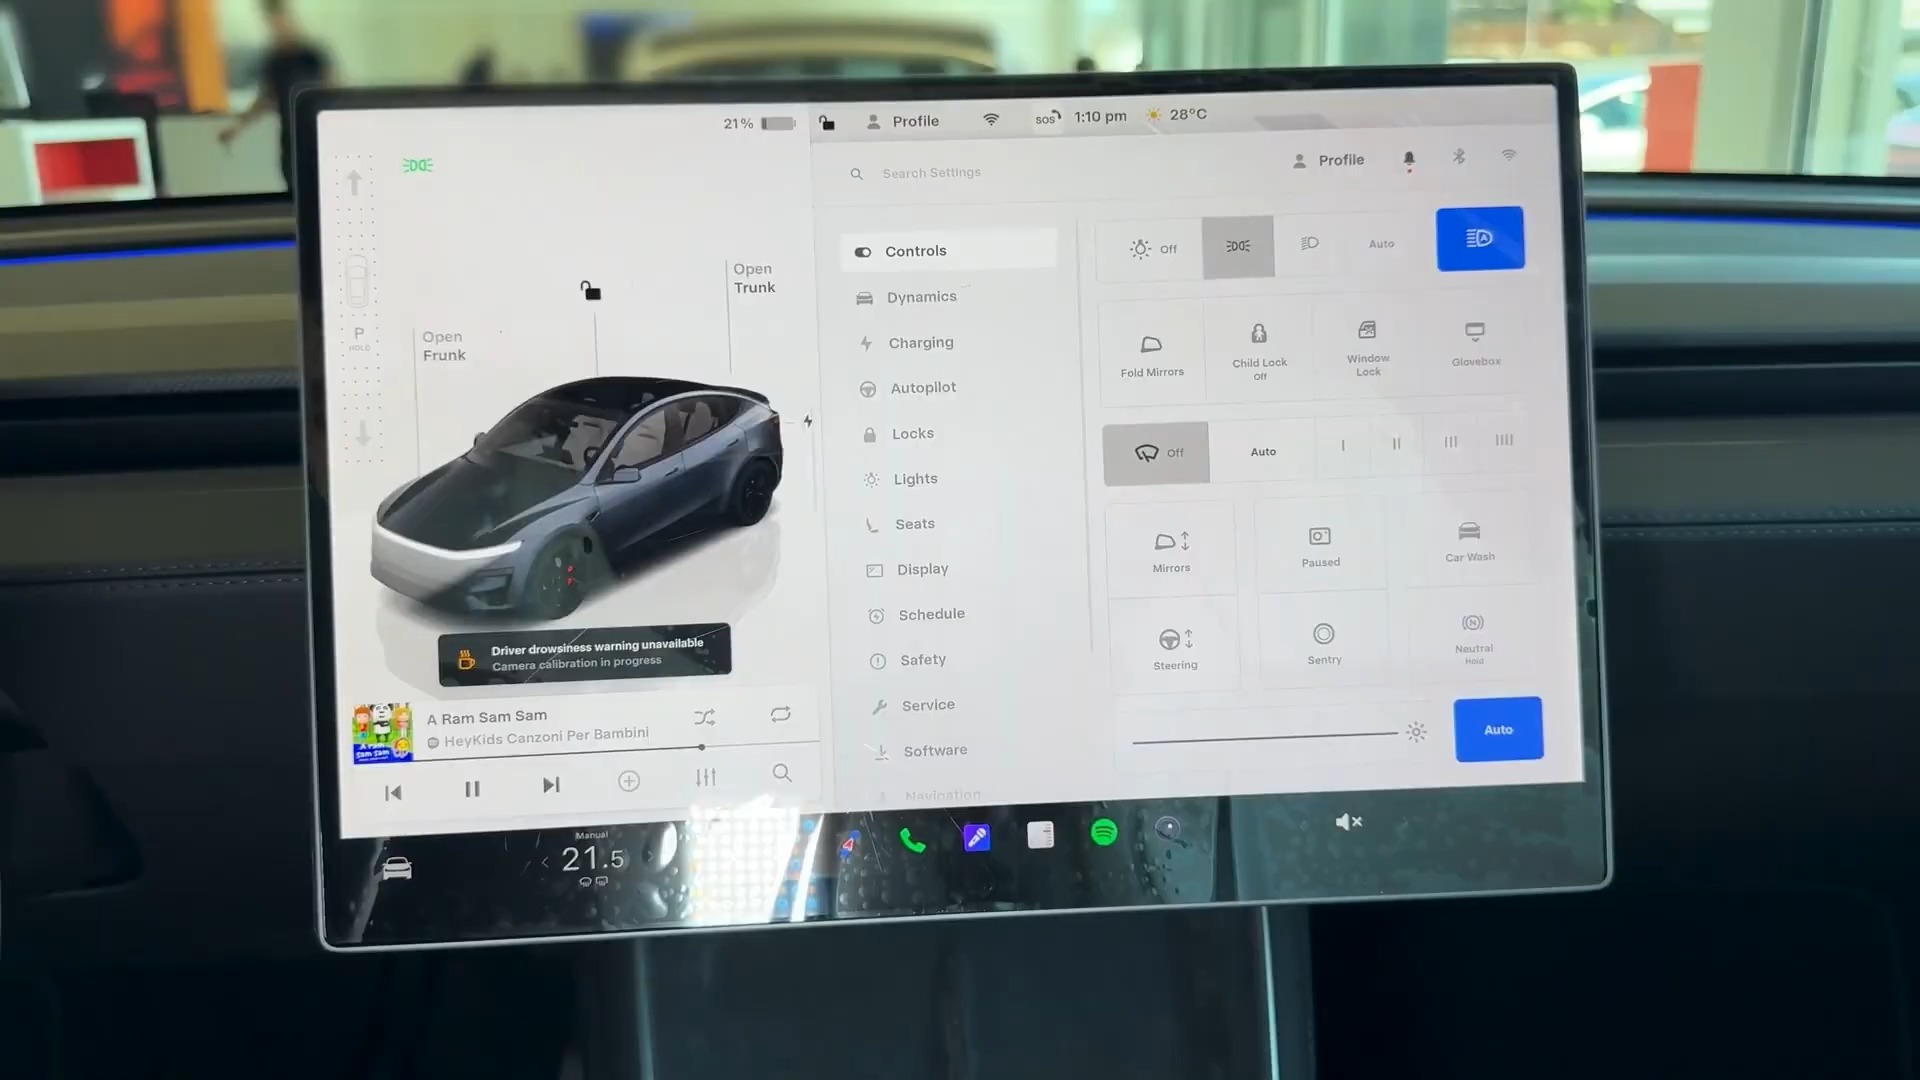 21%
Profile
SOS
1:10 pm
28°C
Search Settings
Profile
P
HOLD
Open
Frunk
Open
Trunk
Driver drowsiness warning unavailable
Camera calibration in progress
A Ram Sam Sam
HeyKids Canzoni Per Bambini
Controls
Dynamics
Charging
Autopilot
Locks
Lights
Seats
Display
Schedule
Safety
Service
Software
Navigation
Off
Auto
A
Fold Mirrors
Child Lock
Off
Window
Lock
Glovebox
Off
Auto
I
II
III
IIII
Mirrors
Paused
Car Wash
Steering
Sentry
Neutral
Hold
Auto
Manual
21.5